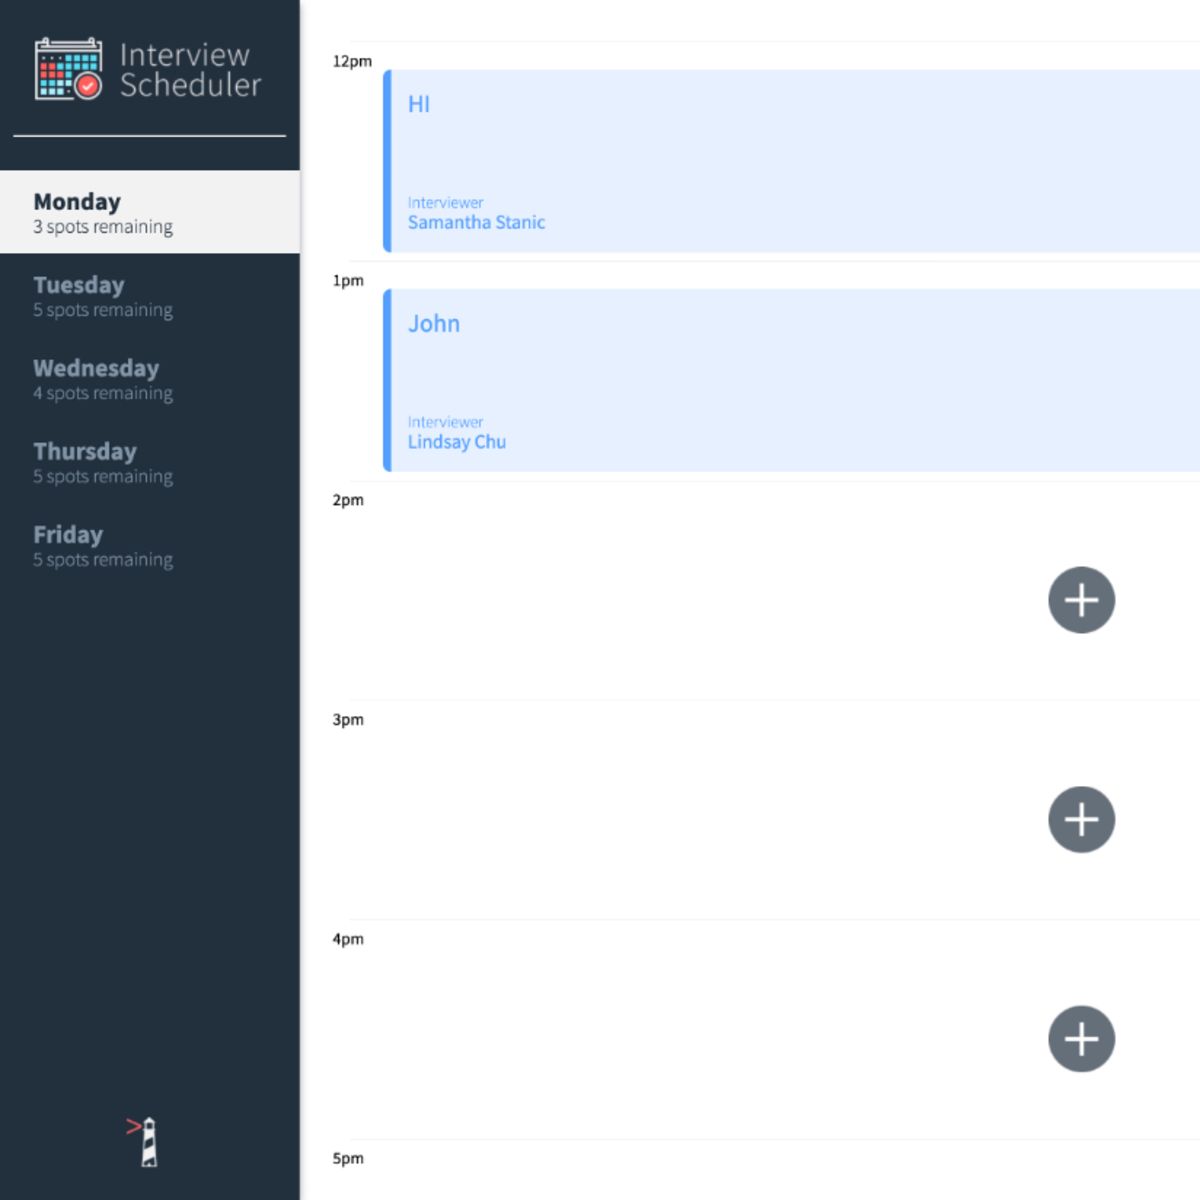 Interview
Scheduler
Monday
3 spots remaining
Tuesday
5 spots remaining
Wednesday
4 spots remaining
Thursday
5 spots remaining
Friday
5 spots remaining
12pm
HI
Interviewer
Samantha Stanic
1pm
John
Interviewer
Lindsay Chu
2pm
3pm
4pm
5pm